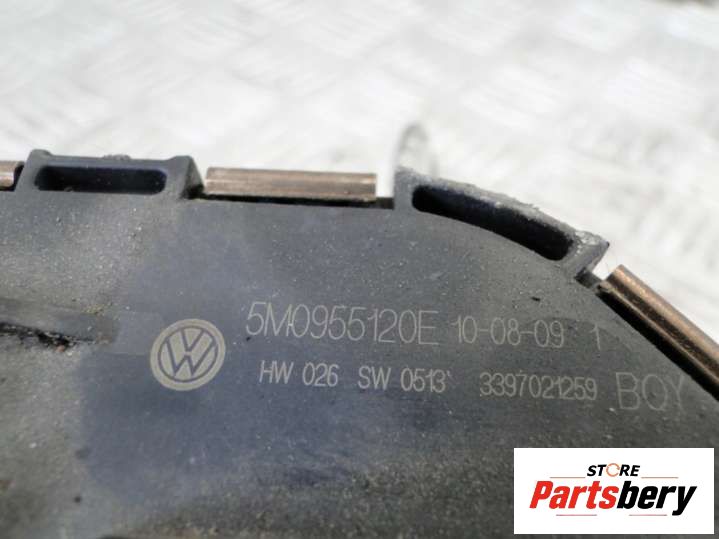 5M0955120E 10-08-09 1
HW 026 SW 0513 3397021259 BQY
STORE
Partsbery